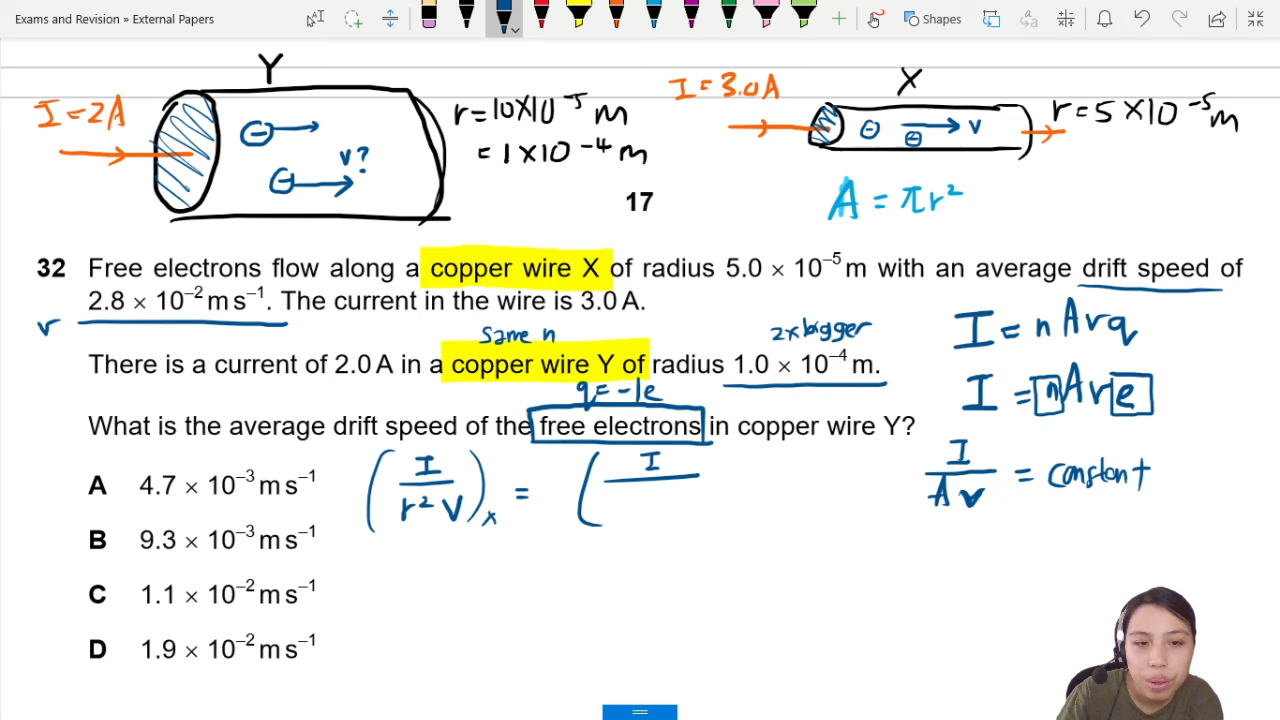 Exams and Revision » External Papers
Shapes
Y
X
I = 2A
r = 10×10⁻⁵ m
= 1 × 10⁻⁴ m
v?
I = 3.0A
v
r = 5 × 10⁻⁵ m
17
A = πr²
32 Free electrons flow along a copper wire X of radius 5.0 × 10⁻⁵ m with an average drift speed of
2.8 × 10⁻² m s⁻¹. The current in the wire is 3.0 A.
v
same n
2x bigger
I = nAvq
There is a current of 2.0 A in a copper wire Y of radius 1.0 × 10⁻⁴ m.
q = -1e
I = nAve
What is the average drift speed of the free electrons in copper wire Y?
A 4.7 × 10⁻³ m s⁻¹
B 9.3 × 10⁻³ m s⁻¹
C 1.1 × 10⁻² m s⁻¹
D 1.9 × 10⁻² m s⁻¹
(I / r² v)x = ( I
I / A v = constant